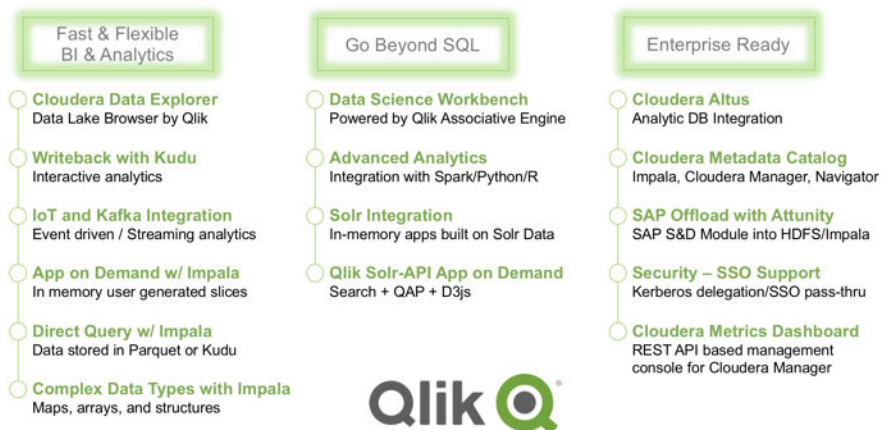 Fast & Flexible
BI & Analytics
Cloudera Data Explorer
Data Lake Browser by Qlik
Writeback with Kudu
Interactive analytics
IoT and Kafka Integration
Event driven / Streaming analytics
App on Demand w/ Impala
In memory user generated slices
Direct Query w/ Impala
Data stored in Parquet or Kudu
Complex Data Types with Impala
Maps, arrays, and structures
Go Beyond SQL
Data Science Workbench
Powered by Qlik Associative Engine
Advanced Analytics
Integration with Spark/Python/R
Solr Integration
In-memory apps built on Solr Data
Qlik Solr-API App on Demand
Search + QAP + D3js
Enterprise Ready
Cloudera Altus
Analytic DB Integration
Cloudera Metadata Catalog
Impala, Cloudera Manager, Navigator
SAP Offload with Attunity
SAP S&D Module into HDFS/Impala
Security – SSO Support
Kerberos delegation/SSO pass-thru
Cloudera Metrics Dashboard
REST API based management
console for Cloudera Manager
Qlik